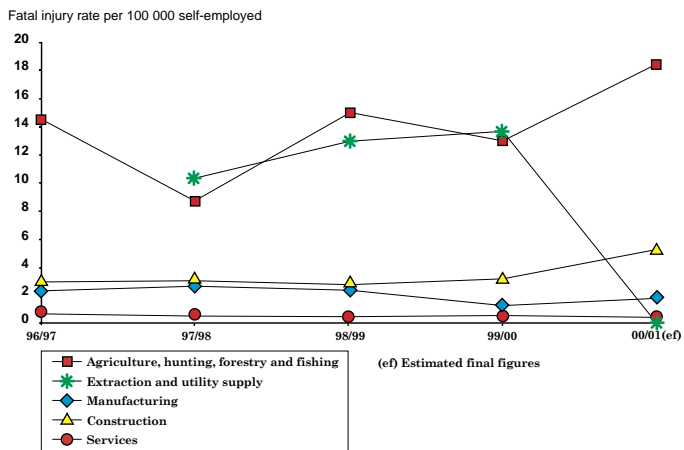 Fatal injury rate per 100 000 self-employed
20
18
16
14
12
10
8
6
4
2
0
96/97 97/98 98/99 99/00 00/01(ef)
Agriculture, hunting, forestry and fishing (ef) Estimated final figures
Extraction and utility supply
Manufacturing
Construction
Services